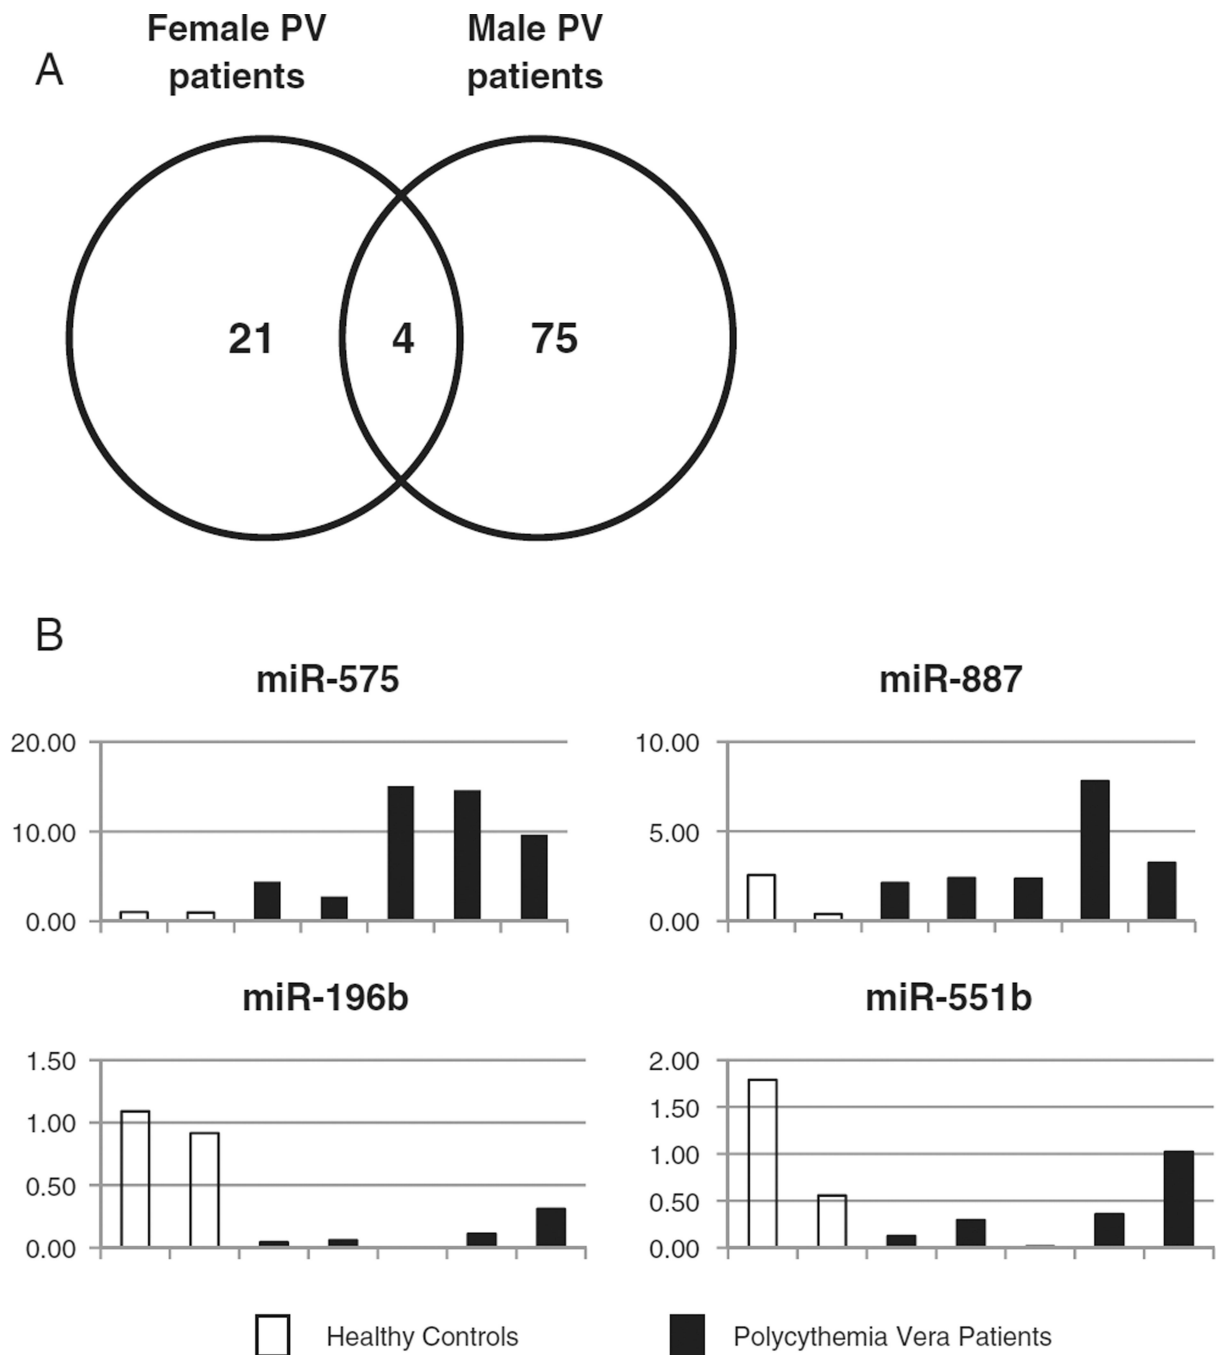 A
Female PV
patients
Male PV
patients
21
4
75
B
miR-575
20.00
10.00
0.00
miR-887
10.00
5.00
0.00
miR-196b
1.50
1.00
0.50
0.00
miR-551b
2.00
1.50
1.00
0.50
0.00
Healthy Controls
Polycythemia Vera Patients